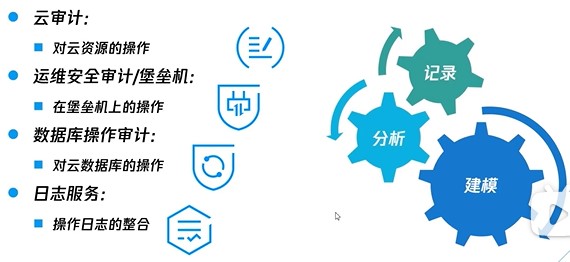 云审计:
对云资源的操作
运维安全审计/堡垒机:
在堡垒机上的操作
数据库操作审计:
对云数据库的操作
日志服务:
操作日志的整合
记录
分析
建模